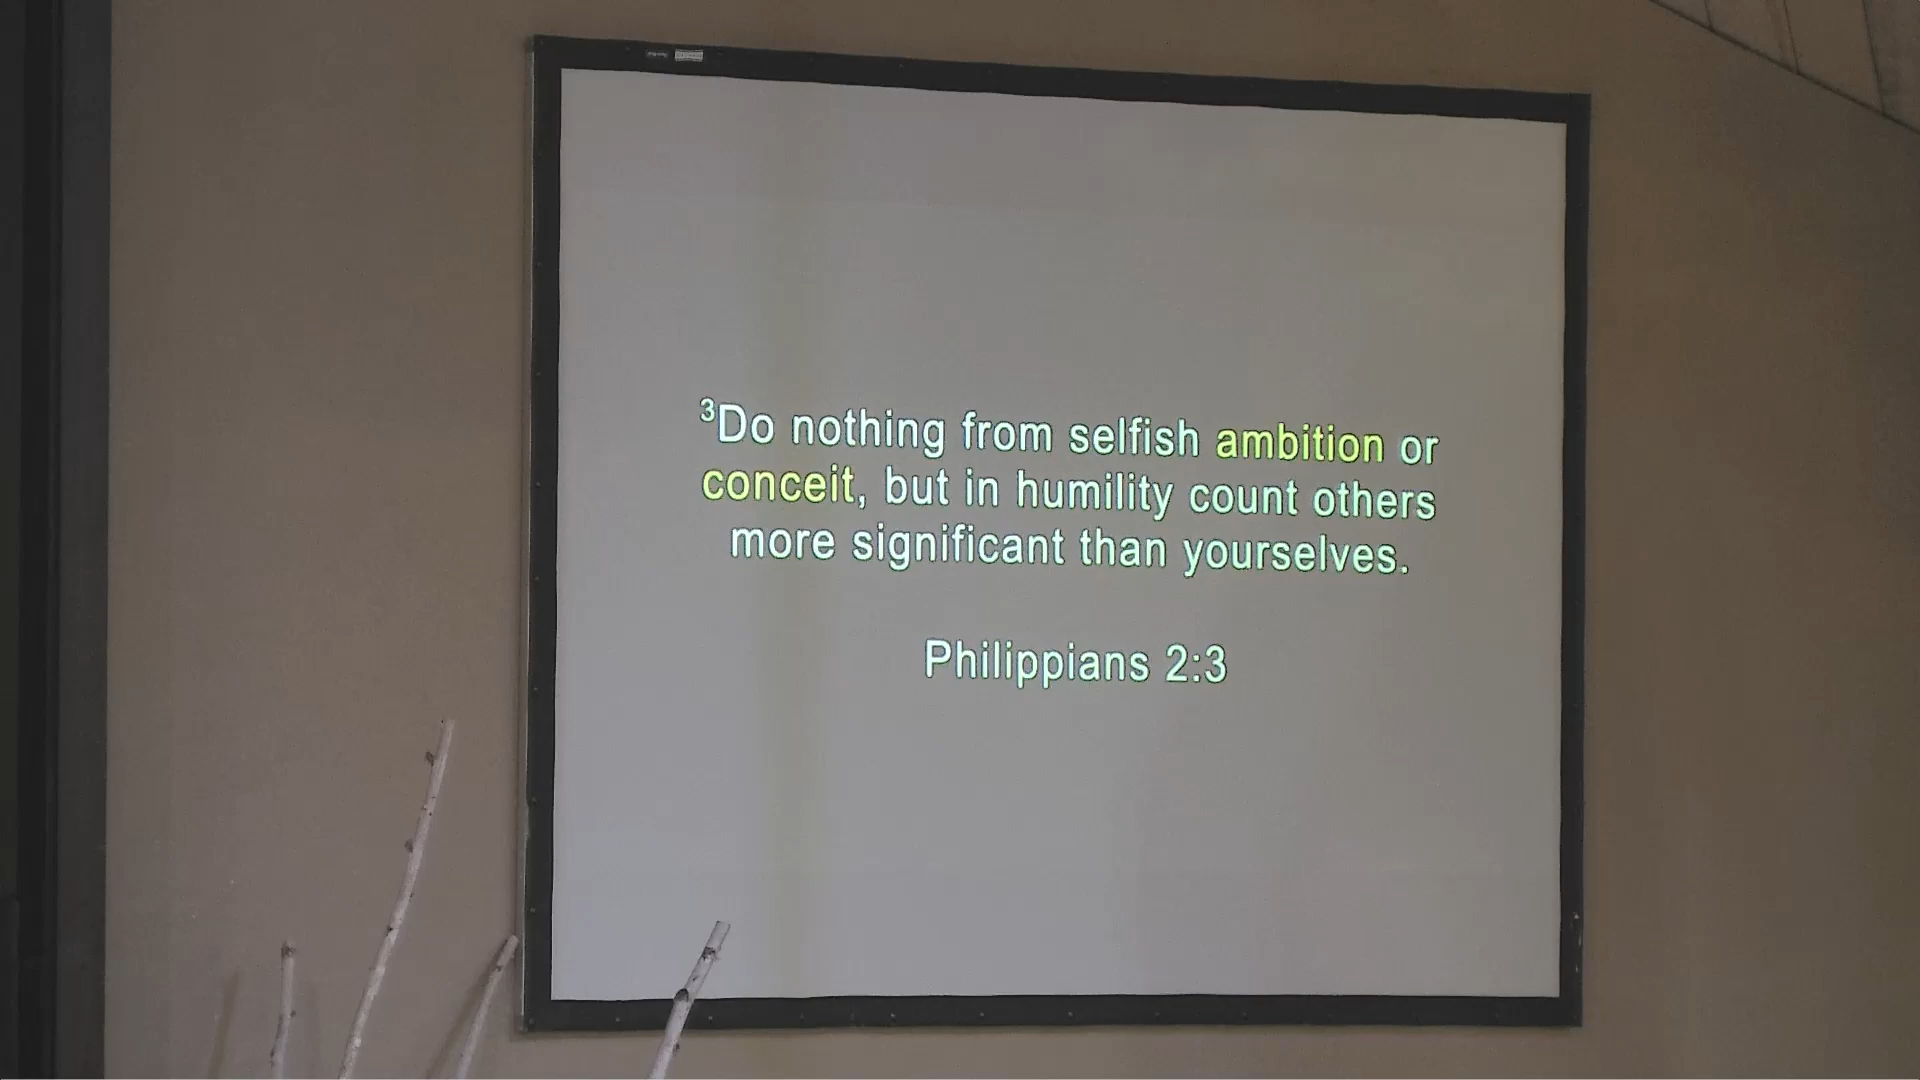 ³Do nothing from selfish ambition or
conceit, but in humility count others
more significant than yourselves.
Philippians 2:3